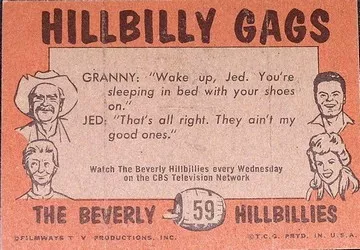 HILLBILLY GAGS
GRANNY: "Wake up, Jed. You're
sleeping in bed with your shoes
on."
JED: "That's all right. They ain't my
good ones."
Watch The Beverly Hillbillies every Wednesday
on the CBS Television Network
THE BEVERLY 59 HILLBILLIES
©FILMWAYS T V PRODUCTIONS, INC. ©T.C.G. PRTD. IN U.S.A.